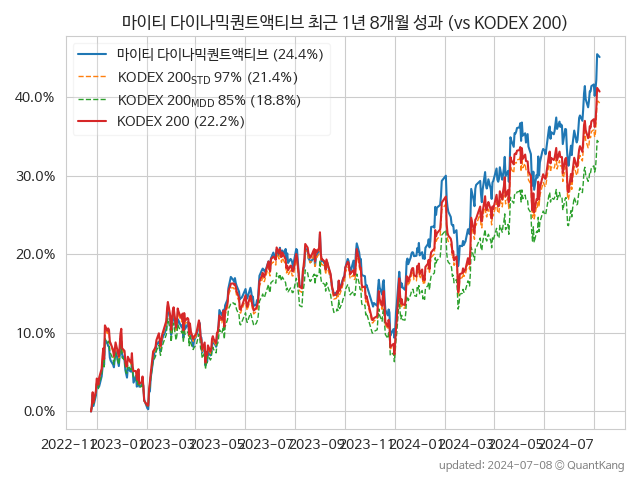 마이티 다이나믹퀀트액티브 최근 1년 8개월 성과 (vs KODEX 200)
마이티 다이나믹퀀트액티브 (24.4%)
KODEX 200STD 97% (21.4%)
KODEX 200MDD 85% (18.8%)
KODEX 200 (22.2%)
40.0%
30.0%
20.0%
10.0%
0.0%
2022-11 2023-01 2023-03 2023-05 2023-07 2023-09 2023-11 2024-01 2024-03 2024-05 2024-07
updated: 2024-07-08 © QuantKang